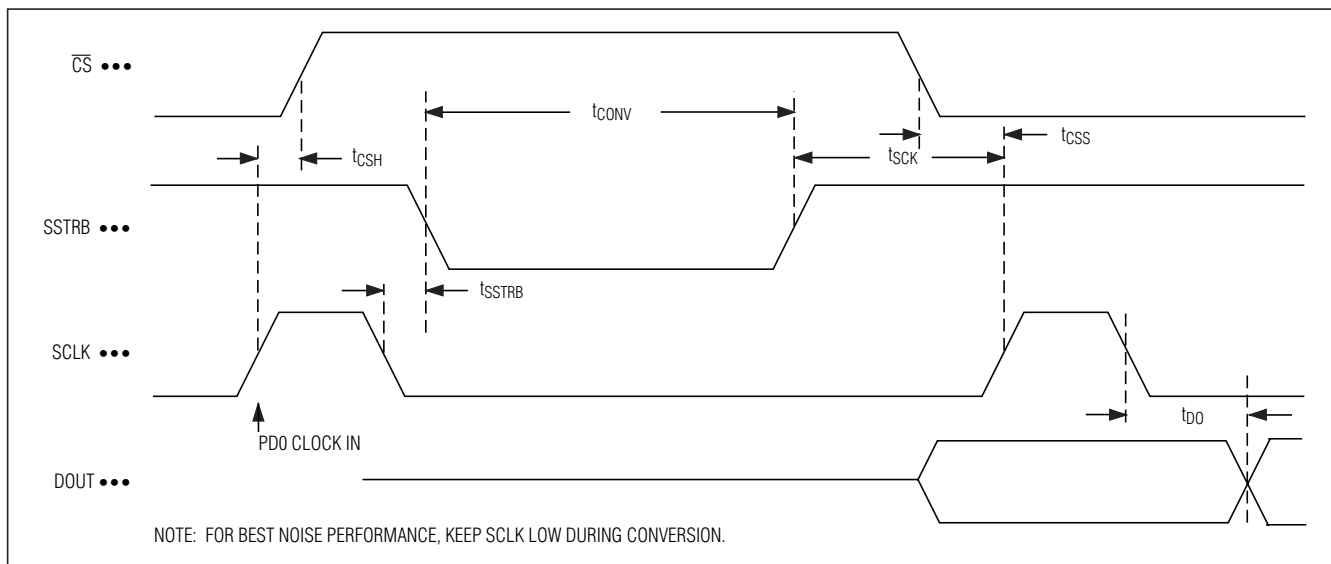 C̅S̅ •••
tCONV
tCSS
tCSH
tSCK
SSTRB •••
tSSTRB
SCLK •••
PD0 CLOCK IN
tDO
DOUT •••
NOTE: FOR BEST NOISE PERFORMANCE, KEEP SCLK LOW DURING CONVERSION.